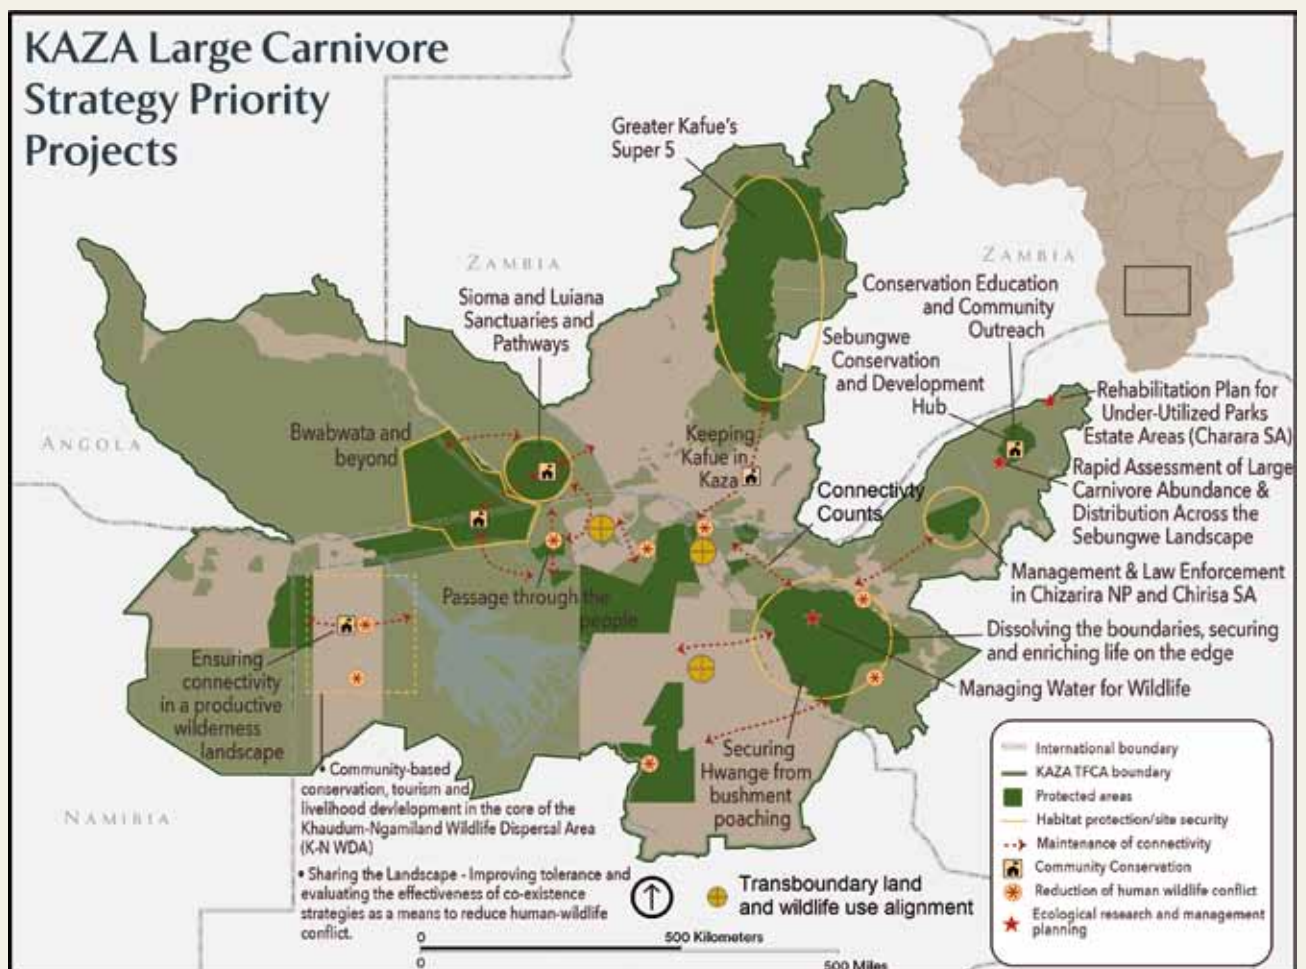 KAZA Large Carnivore
Strategy Priority
Projects
Greater Kafue's
Super 5
ZAMBIA
ZAMBIA
Sioma and Luiana
Sanctuaries and
Pathways
Conservation Education
and Community
Outreach
Sebungwe
Conservation
and Development
Hub
Rehabilitation Plan for
Under-Utilized Parks
Estate Areas (Charara SA)
ANGOLA
Bwabwata and
beyond
Keeping
Kafue in
Kaza
Rapid Assessment of Large
Carnivore Abundance &
Distribution Across the
Sebungwe Landscape
Connectivty
Counts
Management & Law Enforcement
in Chizarira NP and Chirisa SA
Passage through the
people
Dissolving the boundaries, securing
and enriching life on the edge
Ensuring
connectivity
in a productive
wilderness
landscape
Managing Water for Wildlife
Securing
Hwange from
bushment
poaching
NAMIBIA
• Community-based
conservation, tourism and
livelihood devlelopment in the core of the
Khaudum-Ngamiland Wildlife Dispersal Area
(K-N WDA)
• Sharing the Landscape - Improving tolerance and
evaluating the effectiveness of co-existence
strategies as a means to reduce human-wildlife
conflict.
Transboundary land
and wildlife use alignment
0
500 Kilometers
0
500 Miles
International boundary
KAZA TFCA boundary
Protected areas
Habitat protection/site security
Maintenance of connectivity
Community Conservation
Reduction of human wildlife conflict
Ecological research and management
planning